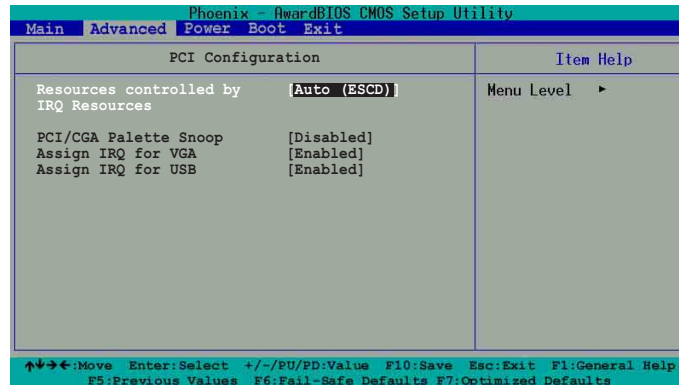 Phoenix - AwardBIOS CMOS Setup Utility
Main Advanced Power Boot Exit
PCI Configuration
Item Help
Resources controlled by [Auto (ESCD)]
IRQ Resources
Menu Level ▶
PCI/CGA Palette Snoop [Disabled]
Assign IRQ for VGA [Enabled]
Assign IRQ for USB [Enabled]
↑↓→←:Move Enter:Select +/-/PU/PD:Value F10:Save Esc:Exit F1:General Help
F5:Previous Values F6:Fail-Safe Defaults F7:Optimized Defaults